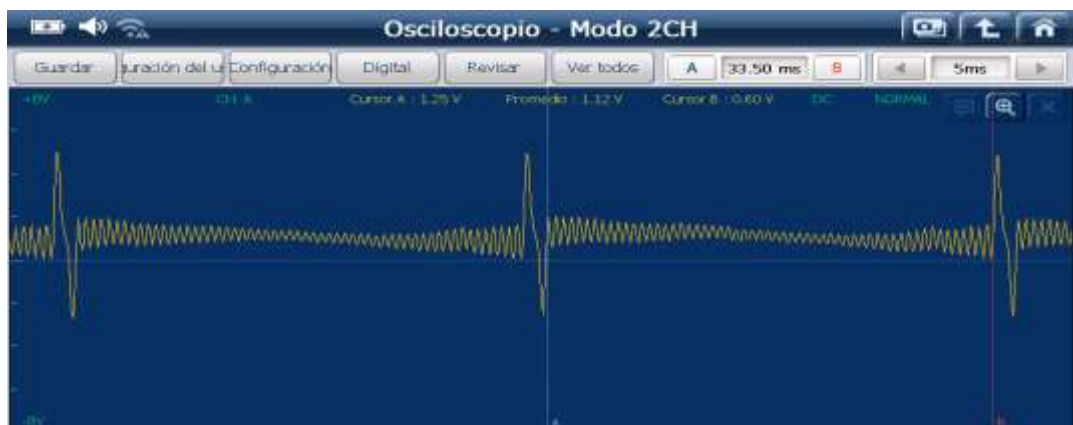 Osciloscopio - Modo 2CH
Guardar uración del u Configuración Digital Revisar Ver todos A 33.50 ms B 5ms
+8V CH A Cursor A : 1.25 V Promedio : 1.12 V Cursor B : 0.60 V DC NORMAL
-8V A B